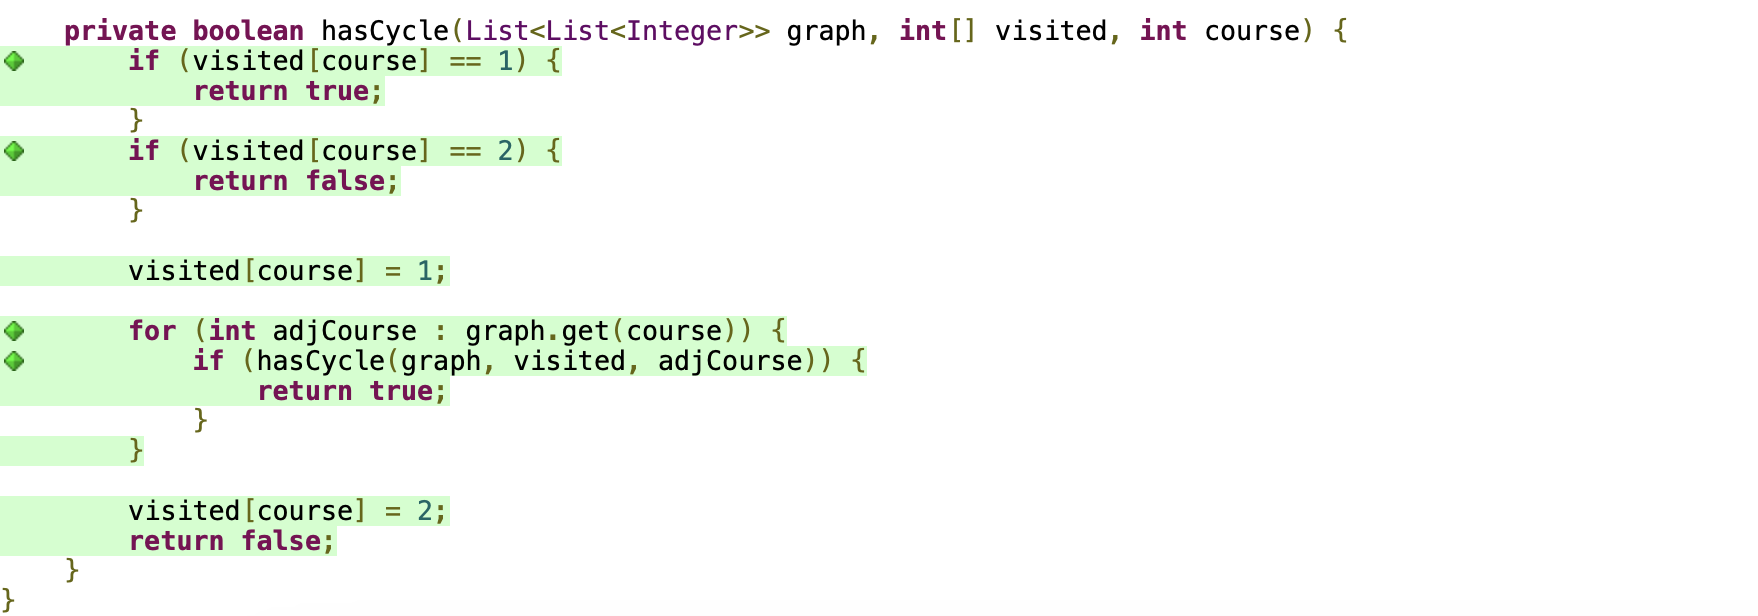 private boolean hasCycle(List<List<Integer>> graph, int[] visited, int course) {
if (visited[course] == 1) {
return true;
}
if (visited[course] == 2) {
return false;
}
visited[course] = 1;
for (int adjCourse : graph.get(course)) {
if (hasCycle(graph, visited, adjCourse)) {
return true;
}
}
visited[course] = 2;
return false;
}
}